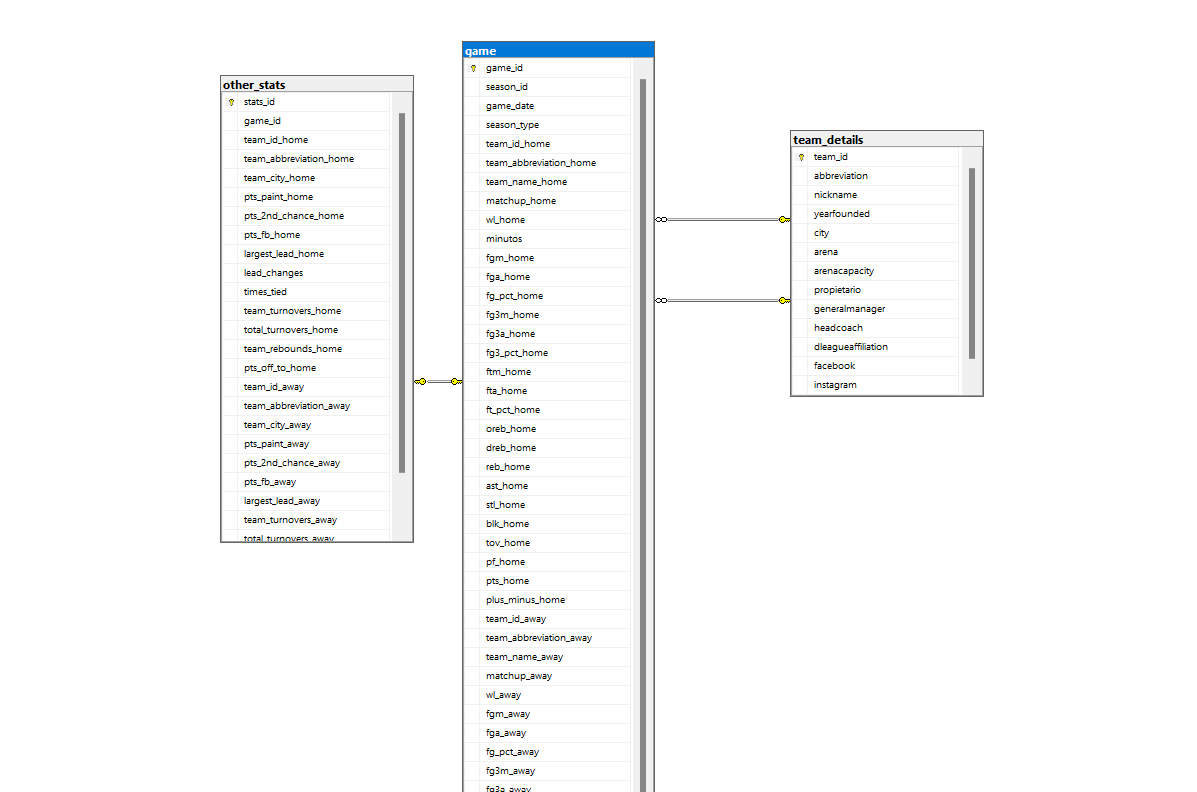 other_stats
stats_id
game_id
team_id_home
team_abbreviation_home
team_city_home
pts_paint_home
pts_2nd_chance_home
pts_fb_home
largest_lead_home
lead_changes
times_tied
team_turnovers_home
total_turnovers_home
team_rebounds_home
pts_off_to_home
team_id_away
team_abbreviation_away
team_city_away
pts_paint_away
pts_2nd_chance_away
pts_fb_away
largest_lead_away
team_turnovers_away
total_turnovers_away
game
game_id
season_id
game_date
season_type
team_id_home
team_abbreviation_home
team_name_home
matchup_home
wl_home
minutos
fgm_home
fga_home
fg_pct_home
fg3m_home
fg3a_home
fg3_pct_home
ftm_home
fta_home
ft_pct_home
oreb_home
dreb_home
reb_home
ast_home
stl_home
blk_home
tov_home
pf_home
pts_home
plus_minus_home
team_id_away
team_abbreviation_away
team_name_away
matchup_away
wl_away
fgm_away
fga_away
fg_pct_away
fg3m_away
fg3a_away
team_details
team_id
abbreviation
nickname
yearfounded
city
arena
arenacapacity
propietario
generalmanager
headcoach
dleagueaffiliation
facebook
instagram